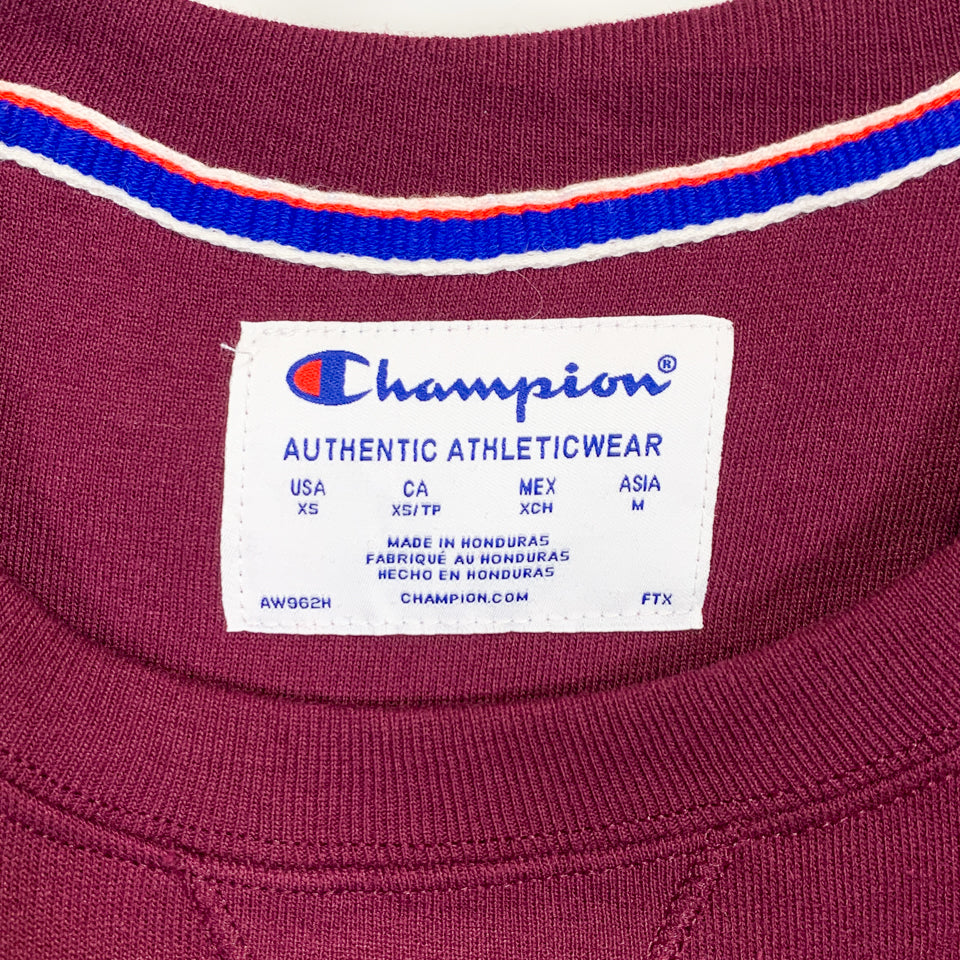 Champion®
AUTHENTIC ATHLETICWEAR
USA CA MEX ASIA
XS XS/TP XCH M
MADE IN HONDURAS
FABRIQUÉ AU HONDURAS
HECHO EN HONDURAS
AW962H CHAMPION.COM FTX